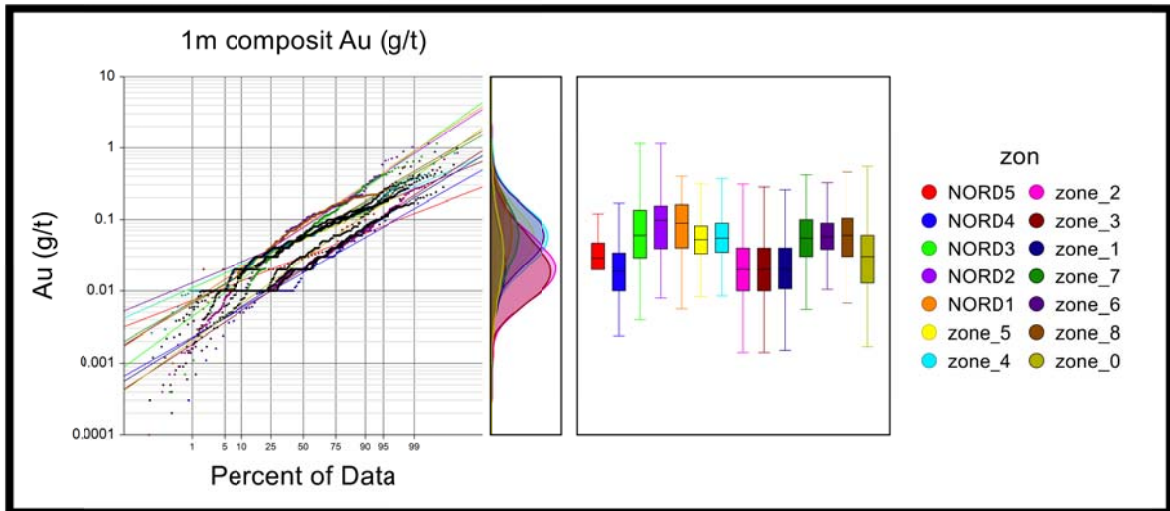 1m composit Au (g/t)
10
1
0.1
0.01
0.001
0.0001
Au (g/t)
1 5 10 25 50 75 90 95 99
Percent of Data
zon
NORD5 zone_2
NORD4 zone_3
NORD3 zone_1
NORD2 zone_7
NORD1 zone_6
zone_5 zone_8
zone_4 zone_0